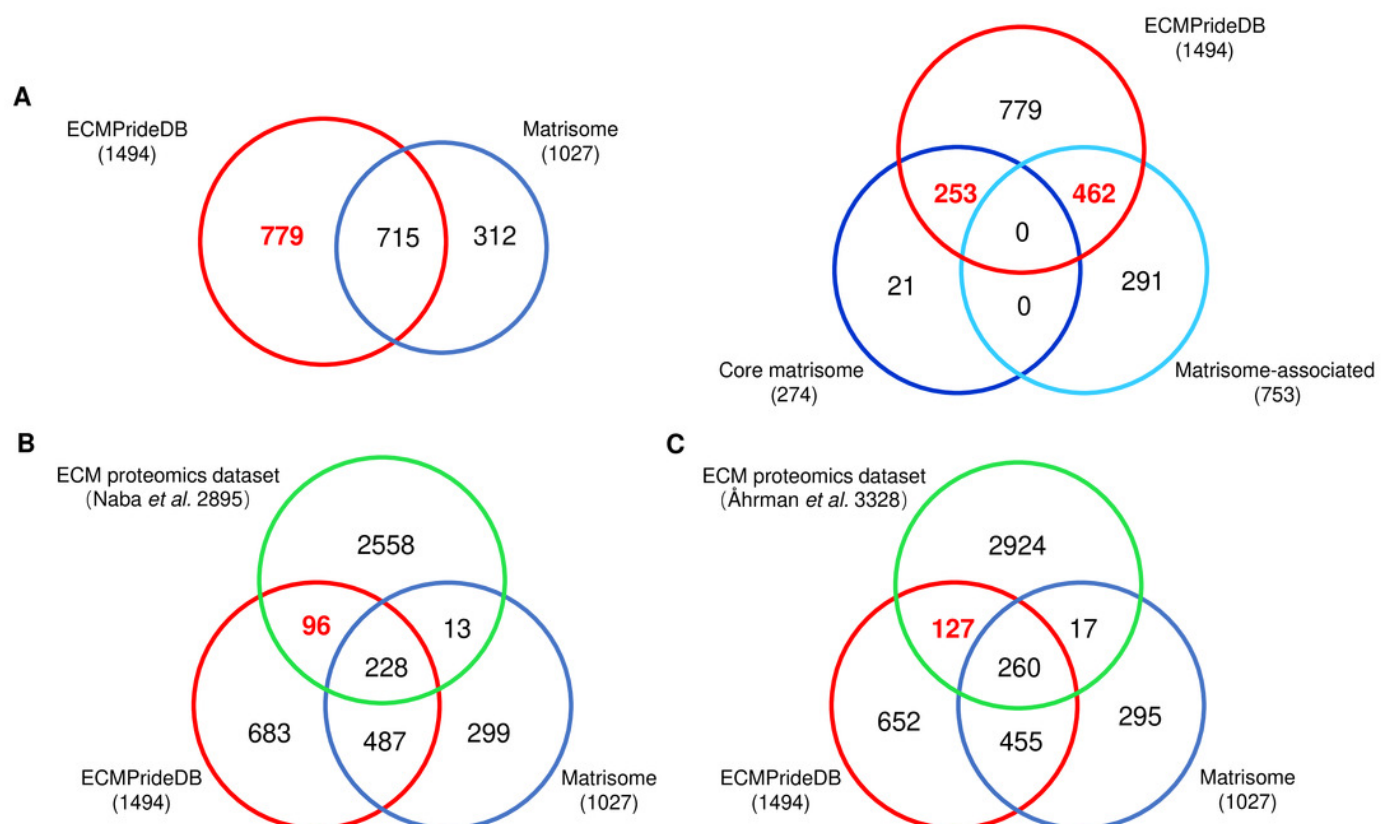 A
ECMPrideDB
(1494)
Matrisome
(1027)
779
715
312
ECMPrideDB
(1494)
779
253
462
0
21
0
291
Core matrisome
(274)
Matrisome-associated
(753)
B
ECM proteomics dataset
(Naba et al. 2895)
2558
96
13
228
683
487
299
ECMPrideDB
(1494)
Matrisome
(1027)
C
ECM proteomics dataset
(Åhrman et al. 3328)
2924
127
17
260
652
455
295
ECMPrideDB
(1494)
Matrisome
(1027)